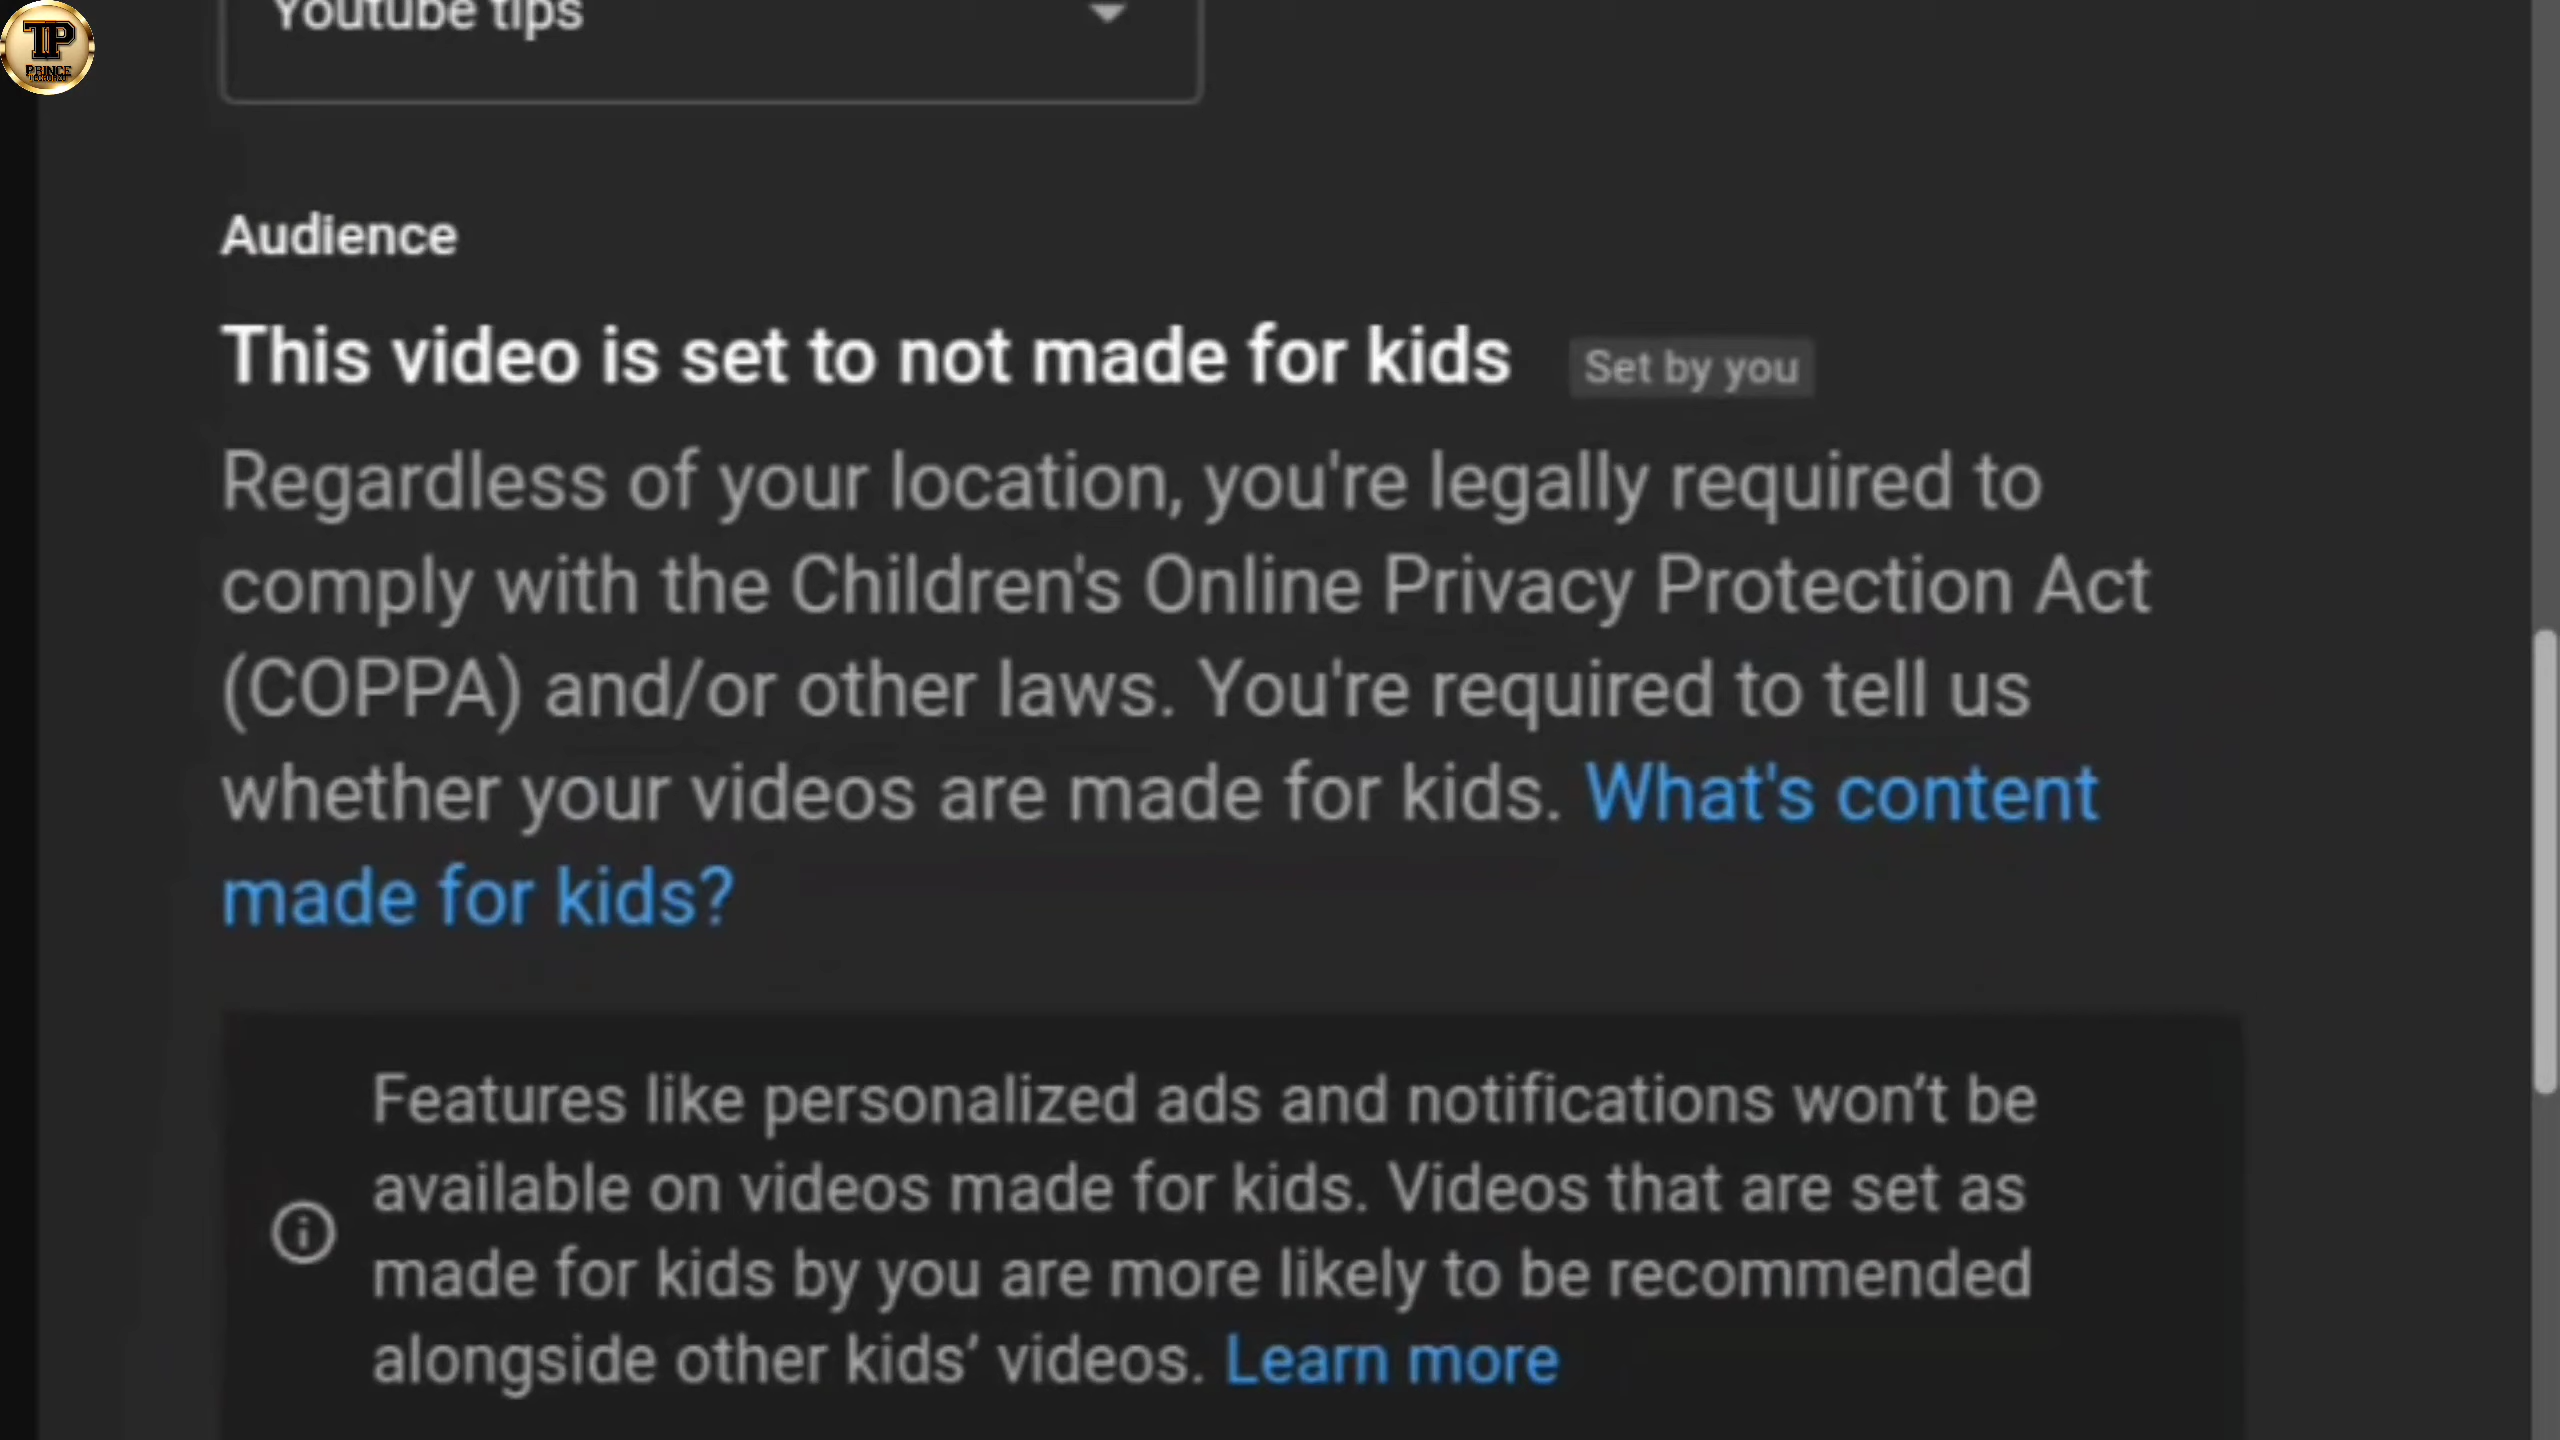 Youtube tips
TP
PRINCE
Audience
This video is set to not made for kids Set by you
Regardless of your location, you're legally required to
comply with the Children's Online Privacy Protection Act
(COPPA) and/or other laws. You're required to tell us
whether your videos are made for kids. What's content
made for kids?
Features like personalized ads and notifications won’t be
available on videos made for kids. Videos that are set as
made for kids by you are more likely to be recommended
alongside other kids’ videos. Learn more